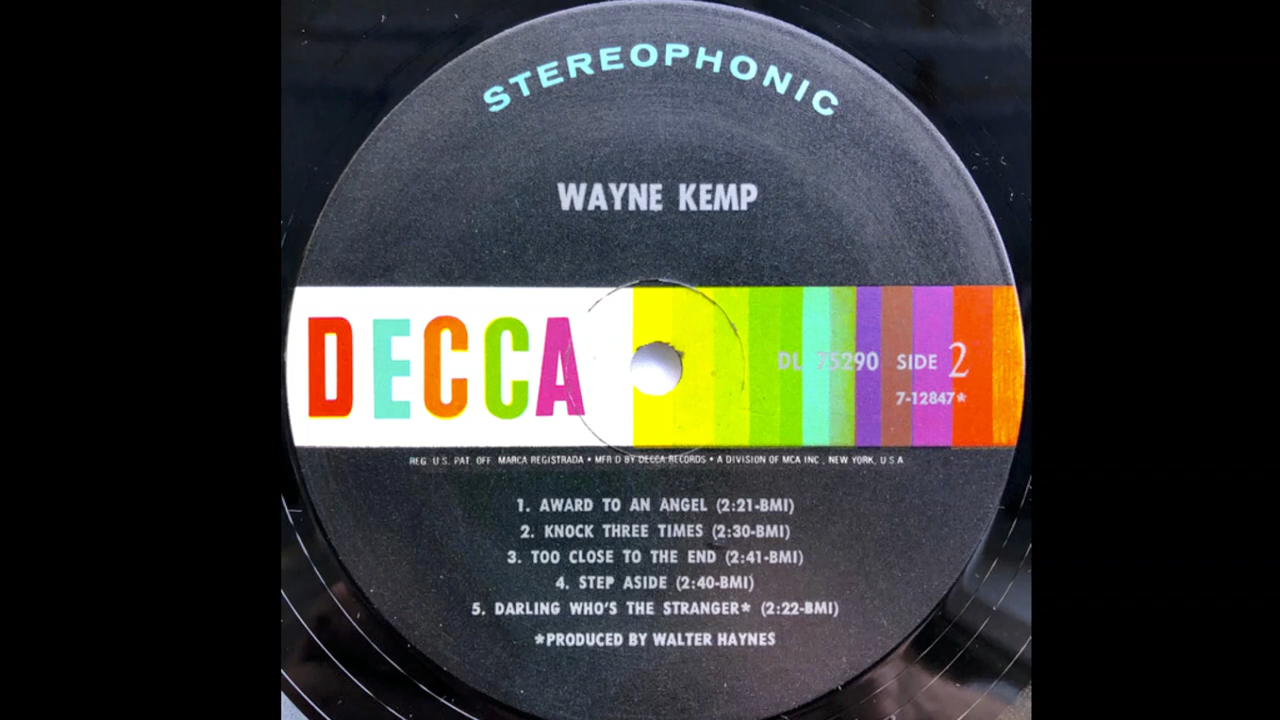 STEREOPHONIC
WAYNE KEMP
DECCA
DL 75290 SIDE 2
7-12847*
REG. U.S. PAT. OFF. MARCA REGISTRADA • MFR'D BY DECCA RECORDS • A DIVISION OF MCA INC., NEW YORK, U.S.A
1. AWARD TO AN ANGEL (2:21-BMI)
2. KNOCK THREE TIMES (2:30-BMI)
3. TOO CLOSE TO THE END (2:41-BMI)
4. STEP ASIDE (2:40-BMI)
5. DARLING WHO'S THE STRANGER* (2:22-BMI)
*PRODUCED BY WALTER HAYNES